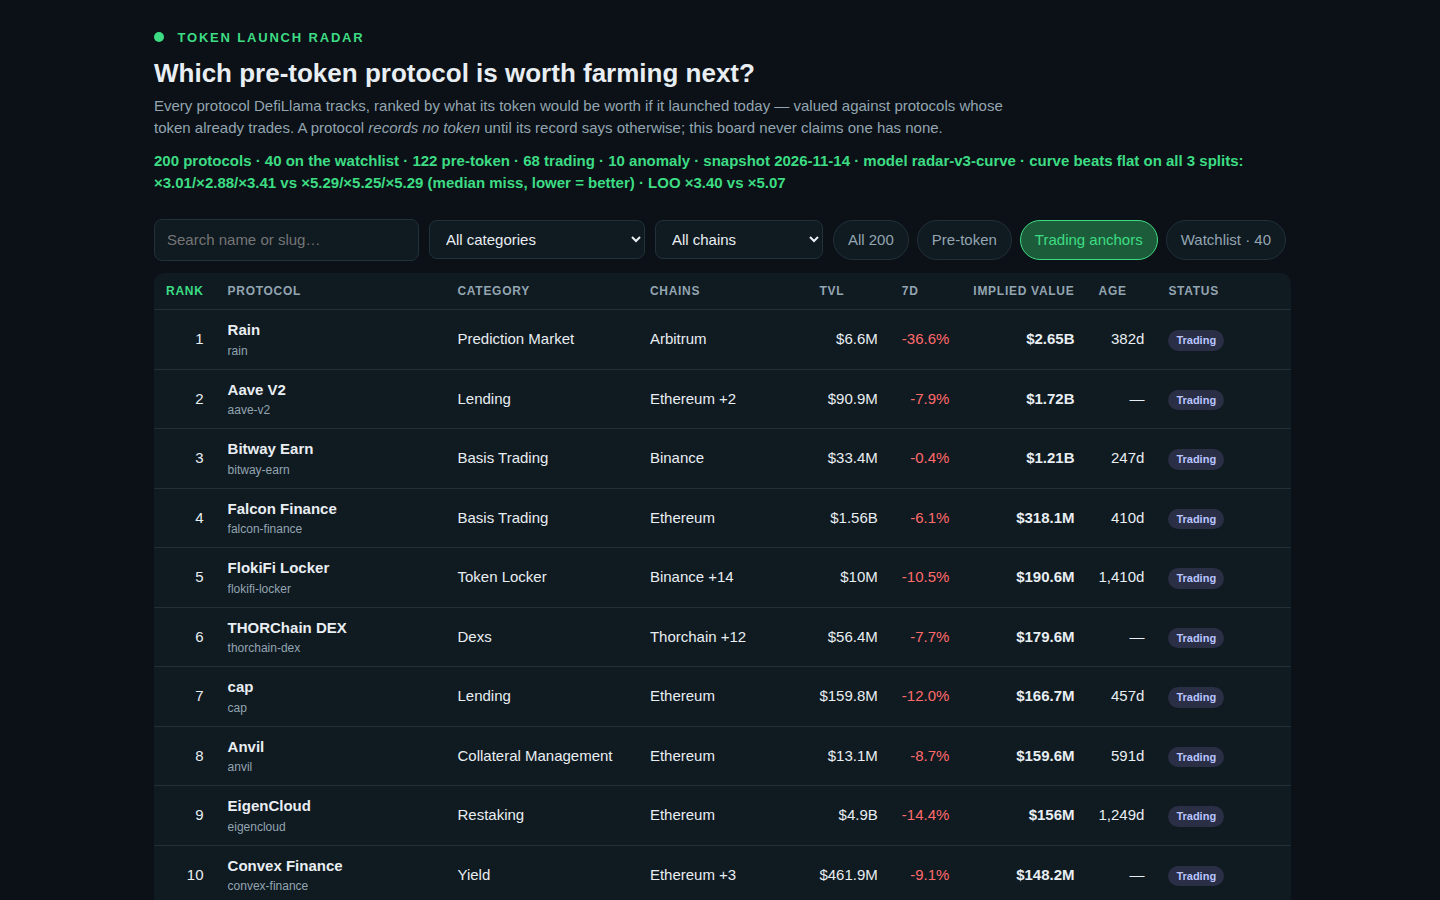 TOKEN LAUNCH RADAR
Which pre-token protocol is worth farming next?
Every protocol DefiLlama tracks, ranked by what its token would be worth if it launched today — valued against protocols whose
token already trades. A protocol records no token until its record says otherwise; this board never claims one has none.
200 protocols · 40 on the watchlist · 122 pre-token · 68 trading · 10 anomaly · snapshot 2026-11-14 · model radar-v3-curve · curve beats flat on all 3 splits:
×3.01/×2.88/×3.41 vs ×5.29/×5.25/×5.29 (median miss, lower = better) · LOO ×3.40 vs ×5.07
Search name or slug… All categories All chains All 200 Pre-token Trading anchors Watchlist · 40
RANK PROTOCOL CATEGORY CHAINS TVL 7D IMPLIED VALUE AGE STATUS
1 Rain Prediction Market Arbitrum $6.6M -36.6% $2.65B 382d Trading
rain
2 Aave V2 Lending Ethereum +2 $90.9M -7.9% $1.72B — Trading
aave-v2
3 Bitway Earn Basis Trading Binance $33.4M -0.4% $1.21B 247d Trading
bitway-earn
4 Falcon Finance Basis Trading Ethereum $1.56B -6.1% $318.1M 410d Trading
falcon-finance
5 FlokiFi Locker Token Locker Binance +14 $10M -10.5% $190.6M 1,410d Trading
flokifi-locker
6 THORChain DEX Dexs Thorchain +12 $56.4M -7.7% $179.6M — Trading
thorchain-dex
7 cap Lending Ethereum $159.8M -12.0% $166.7M 457d Trading
cap
8 Anvil Collateral Management Ethereum $13.1M -8.7% $159.6M 591d Trading
anvil
9 EigenCloud Restaking Ethereum $4.9B -14.4% $156M 1,249d Trading
eigencloud
10 Convex Finance Yield Ethereum +3 $461.9M -9.1% $148.2M — Trading
convex-finance